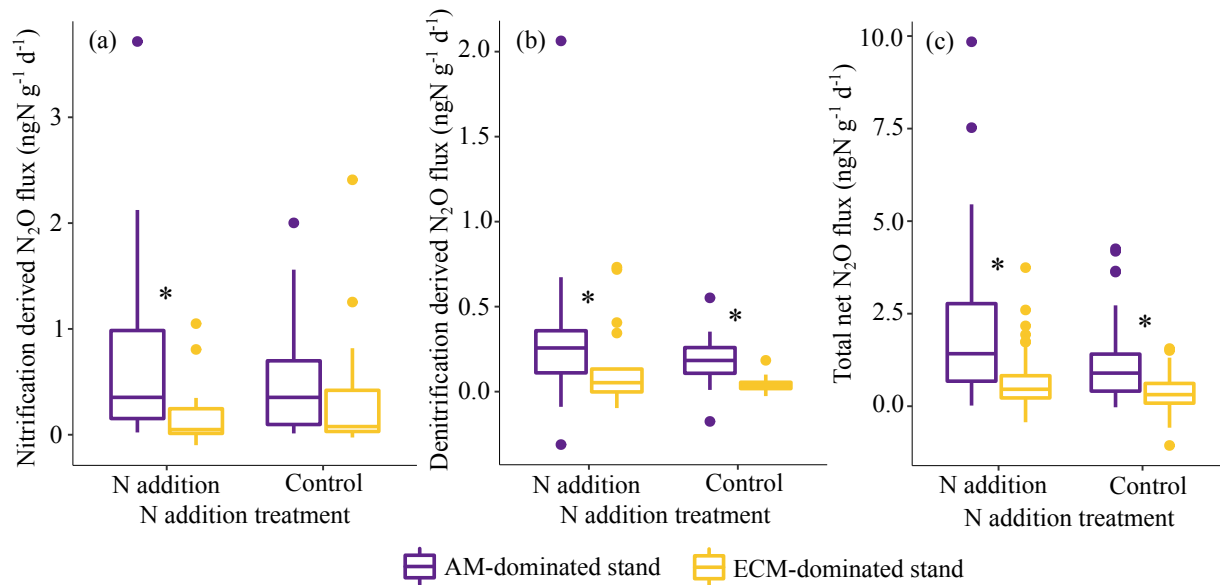 (a)
Nitrification derived N₂O flux (ngN g⁻¹ d⁻¹)
3
2
1
0
*
N addition
Control
N addition treatment
(b)
Denitrification derived N₂O flux (ngN g⁻¹ d⁻¹)
2.0
1.5
1.0
0.5
0.0
*
*
N addition
Control
N addition treatment
(c)
Total net N₂O flux (ngN g⁻¹ d⁻¹)
10.0
7.5
5.0
2.5
0.0
*
*
N addition
Control
N addition treatment
AM-dominated stand
ECM-dominated stand